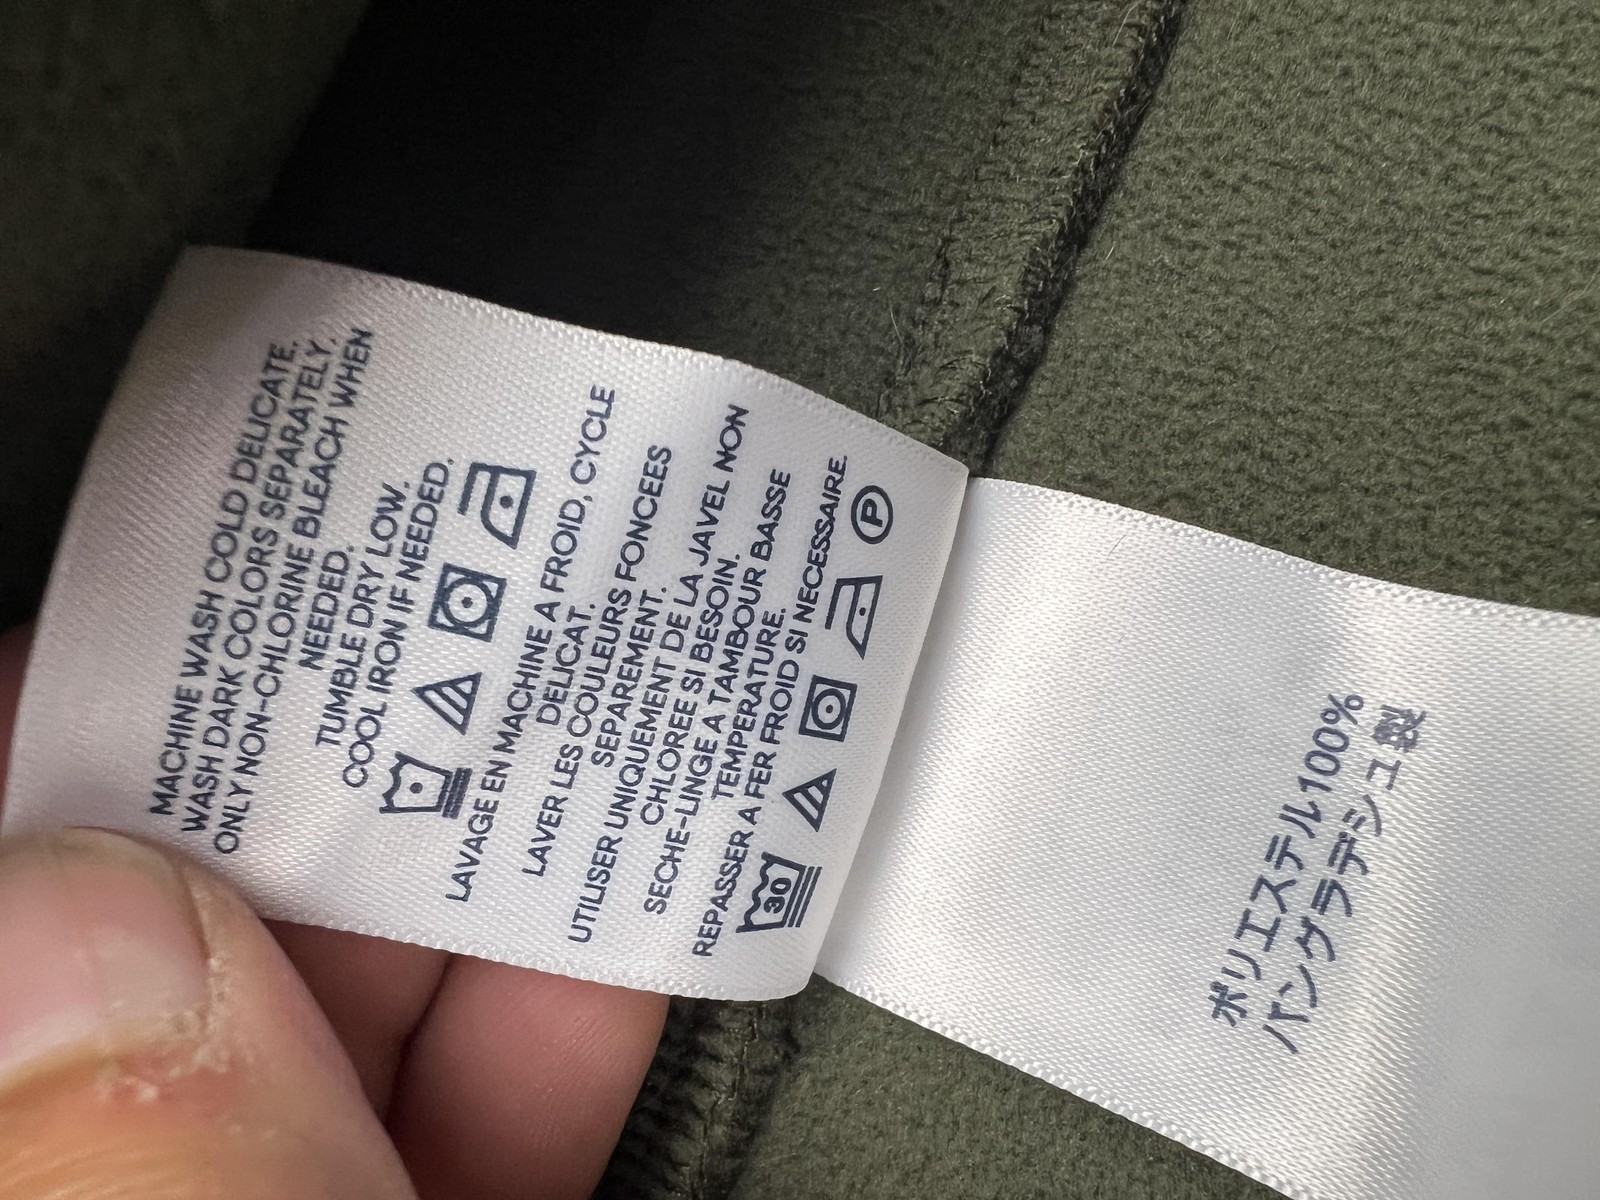 MACHINE WASH COLD DELICATE.
WASH DARK COLORS SEPARATELY.
ONLY NON-CHLORINE BLEACH WHEN
NEEDED.
TUMBLE DRY LOW.
COOL IRON IF NEEDED.
LAVAGE EN MACHINE A FROID, CYCLE
DELICAT.
LAVER LES COULEURS FONCEES
SEPAREMENT.
UTILISER UNIQUEMENT DE LA JAVEL NON
CHLOREE SI BESOIN.
SECHE-LINGE A TAMBOUR BASSE
TEMPERATURE.
REPASSER A FER FROID SI NECESSAIRE.
30 P
ポリエステル100%
バングラデシュ製